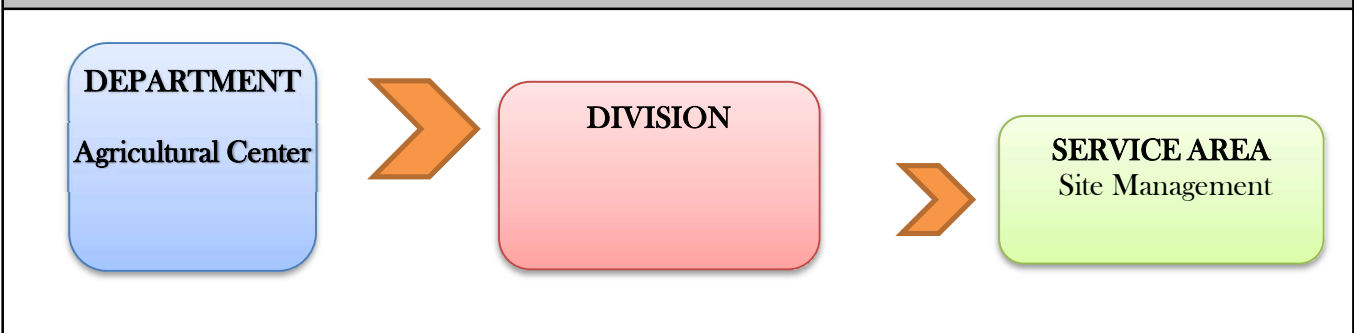 DEPARTMENT
Agricultural Center
DIVISION
SERVICE AREA
Site Management